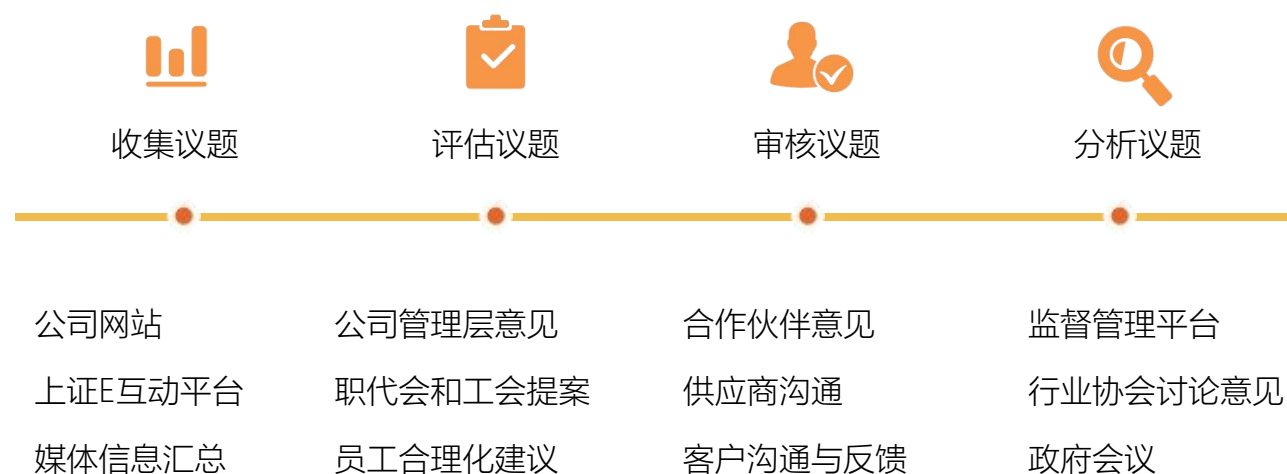 收集议题 评估议题 审核议题 分析议题
公司网站 公司管理层意见 合作伙伴意见 监督管理平台
上证E互动平台 职代会和工会提案 供应商沟通 行业协会讨论意见
媒体信息汇总 员工合理化建议 客户沟通与反馈 政府会议